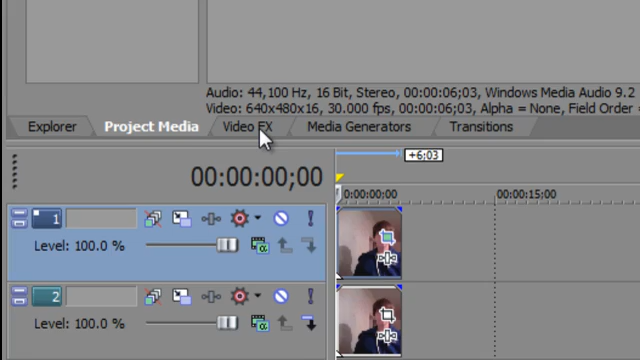 Audio: 44,100 Hz, 16 Bit, Stereo, 00:00:06;03, Windows Media Audio 9.2
Video: 640x480x16, 30.000 fps, 00:00:06;03, Alpha = None, Field Order =
Explorer Project Media Video FX Media Generators Transitions
+6;03
00:00:00;00
0:00:00;00 00:00:15;00
1
Level: 100.0 %
2
Level: 100.0 %